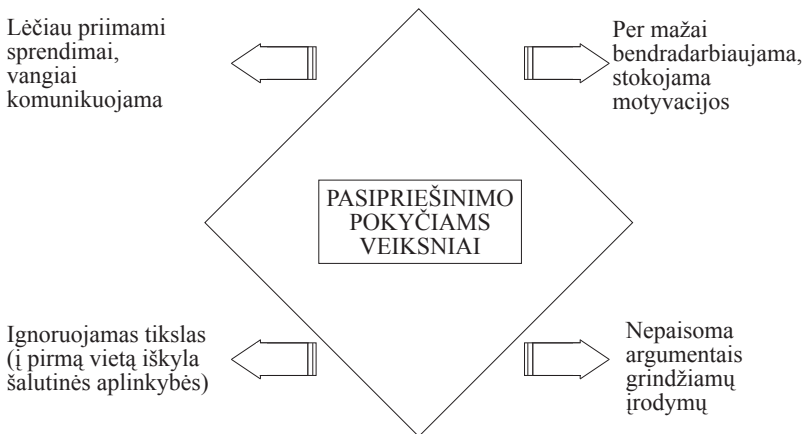 Lėčiau priimami
sprendimai,
vangiai
komunikuojama
Per mažai
bendradarbiaujama,
stokojama
motyvacijos
PASIPRIEŠINIMO
POKYČIAMS
VEIKSNIAI
Ignoruojamas tikslas
(į pirmą vietą iškyla
šalutinės aplinkybės)
Nepaisoma
argumentais
grindžiamų
įrodymų